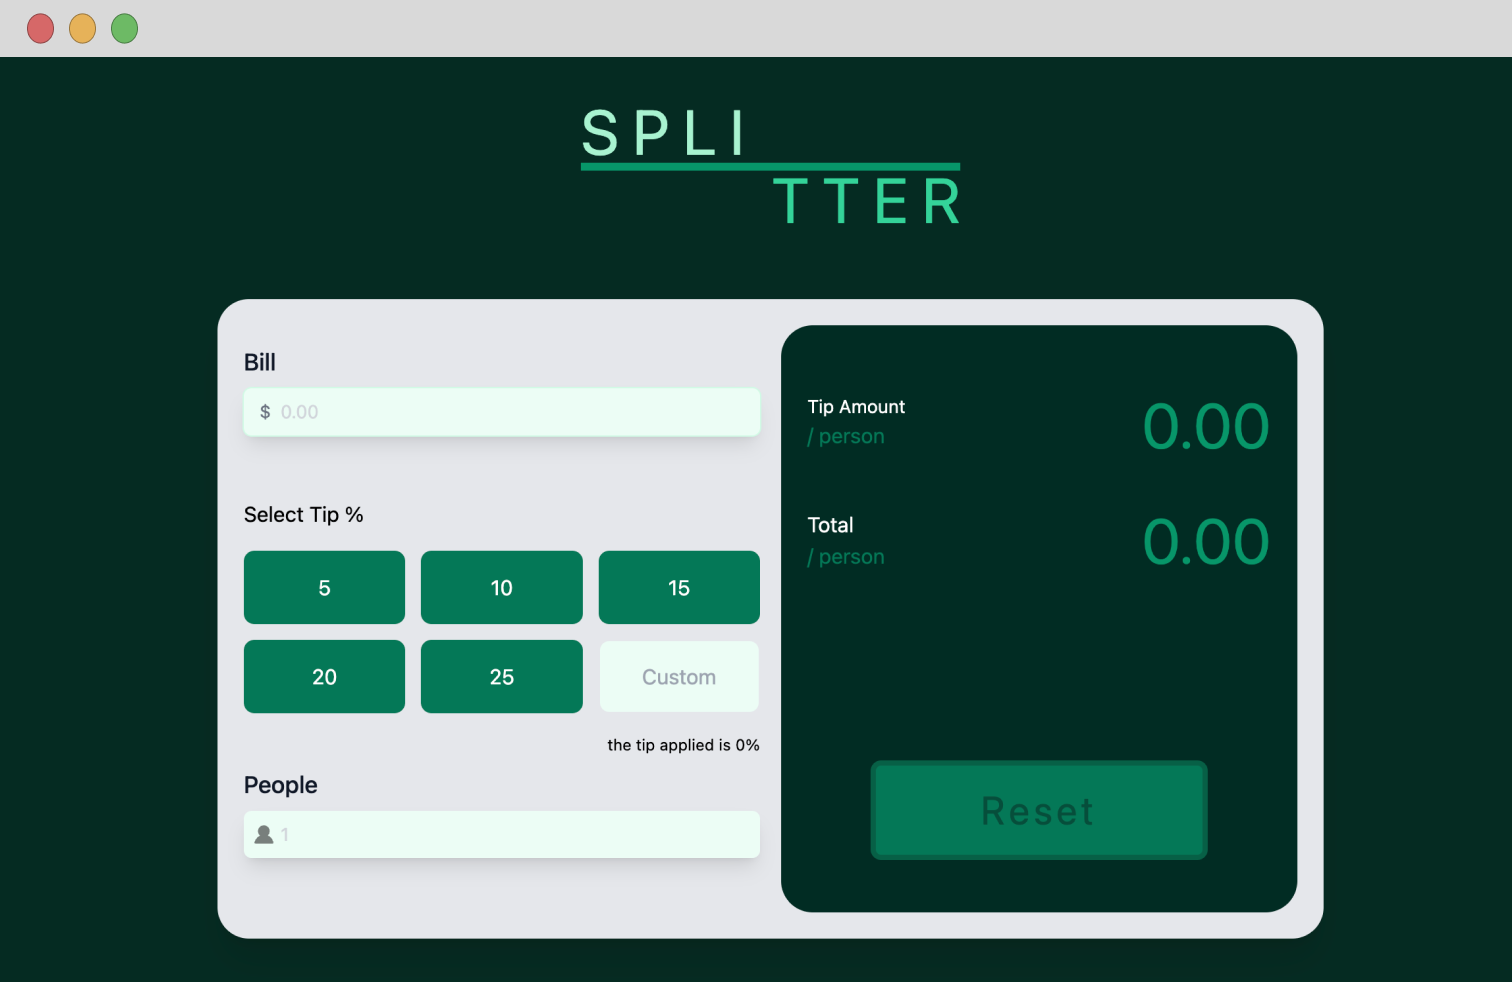 SPLI
TTER
Bill
$ 0.00
Select Tip %
5 10 15
20 25 Custom
the tip applied is 0%
People
1
Tip Amount
/ person
0.00
Total
/ person
0.00
Reset